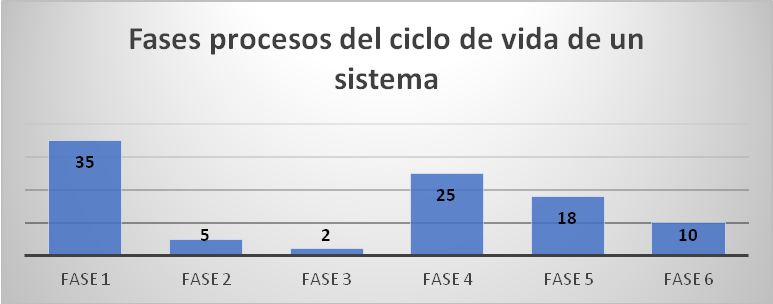 Fases procesos del ciclo de vida de un
sistema
35
5
2
25
18
10
FASE 1
FASE 2
FASE 3
FASE 4
FASE 5
FASE 6